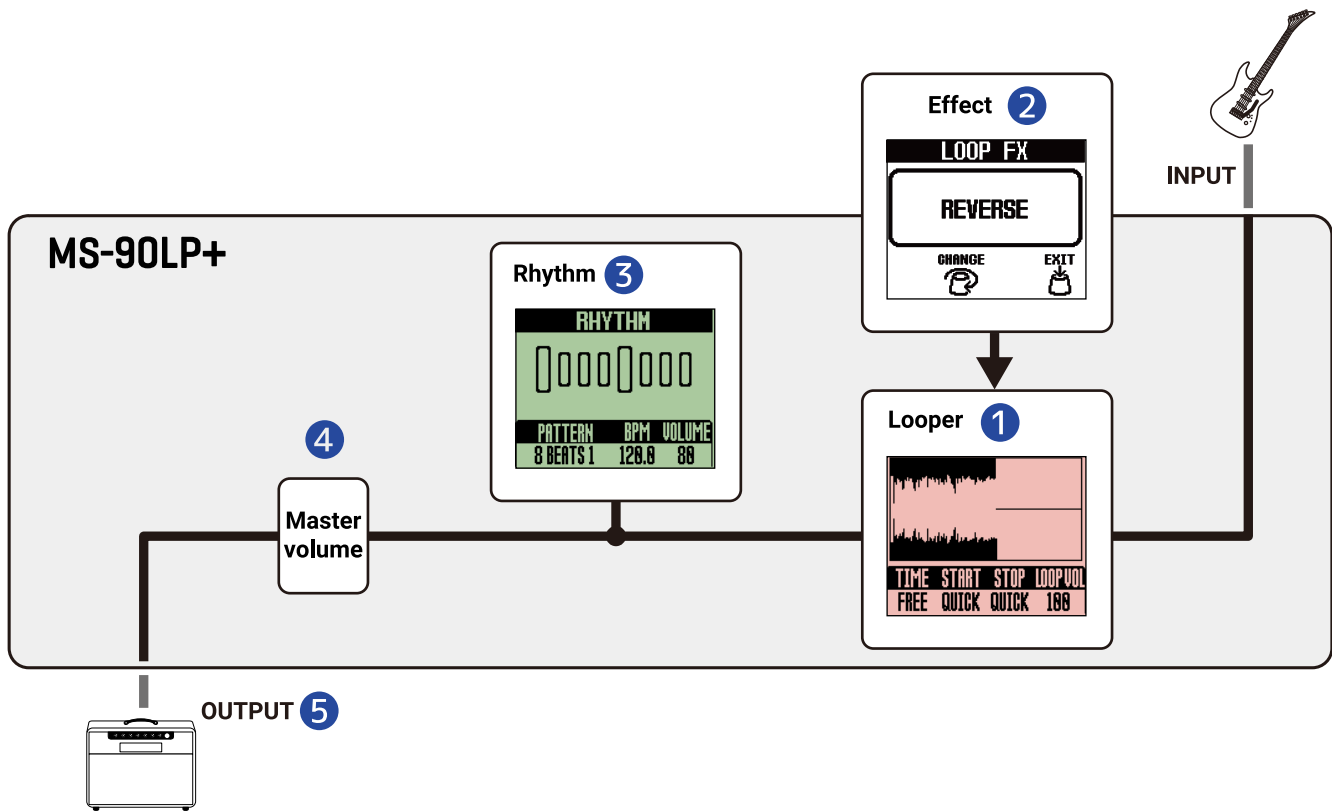 Effect 2
LOOP FX
REVERSE
CHANGE EXIT
INPUT
MS-90LP+
Rhythm 3
RHYTHM
PATTERN BPM VOLUME
8 BEATS 1 120.0 80
Looper 1
TIME START STOP LOOPVOL
FREE QUICK QUICK 100
4
Master
volume
OUTPUT 5